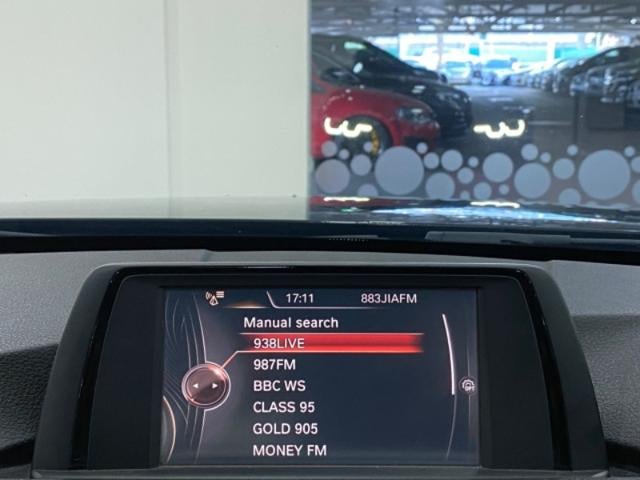 17:11 883JIAFM
Manual search
938LIVE
987FM
BBC WS
CLASS 95
GOLD 905
MONEY FM